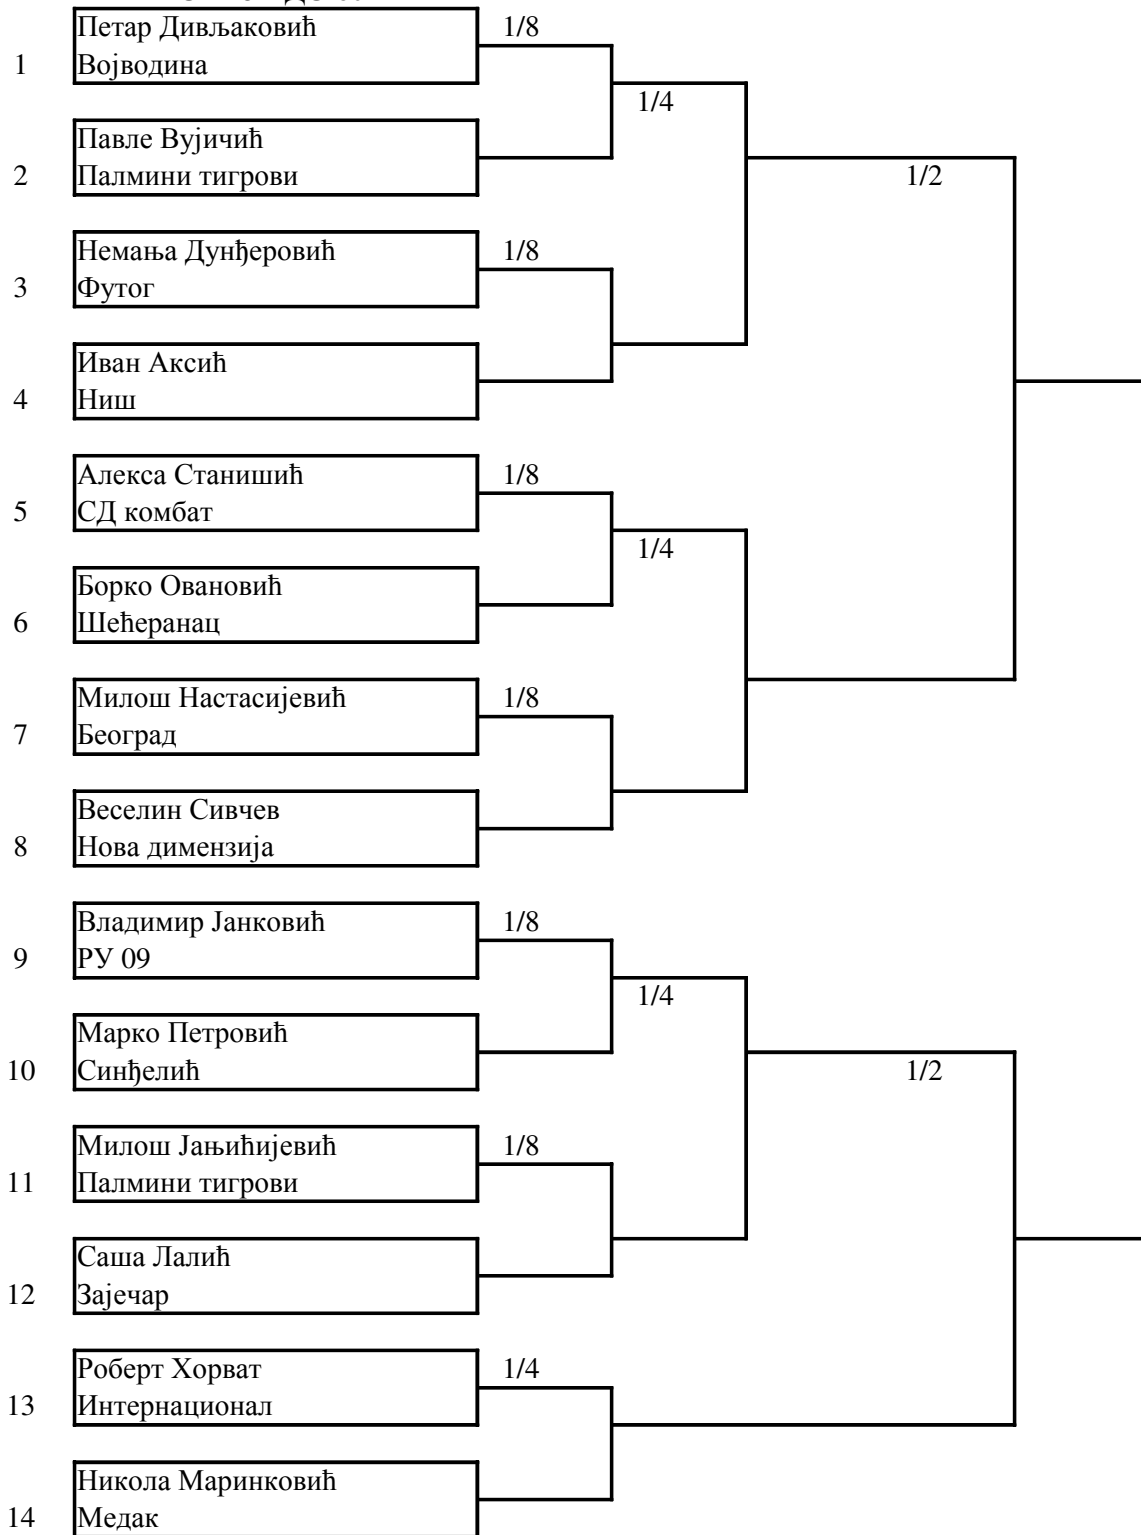 Петар Дивљаковић
1/8
1
Војводина
1/4
Павле Вујичић
2
Палмини тигрови
1/2
Немања Дунђеровић
1/8
3
Футог
Иван Аксић
4
Ниш
Алекса Станишић
1/8
5
СД комбат
1/4
Борко Овановић
6
Шећеранац
Милош Настасијевић
1/8
7
Београд
Веселин Сивчев
8
Нова димензија
Владимир Јанковић
1/8
9
РУ 09
1/4
Марко Петровић
10
Синђелић
1/2
Милош Јањићијевић
1/8
11
Палмини тигрови
Саша Лалић
12
Зајечар
Роберт Хорват
1/4
13
Интернационал
Никола Маринковић
14
Медак